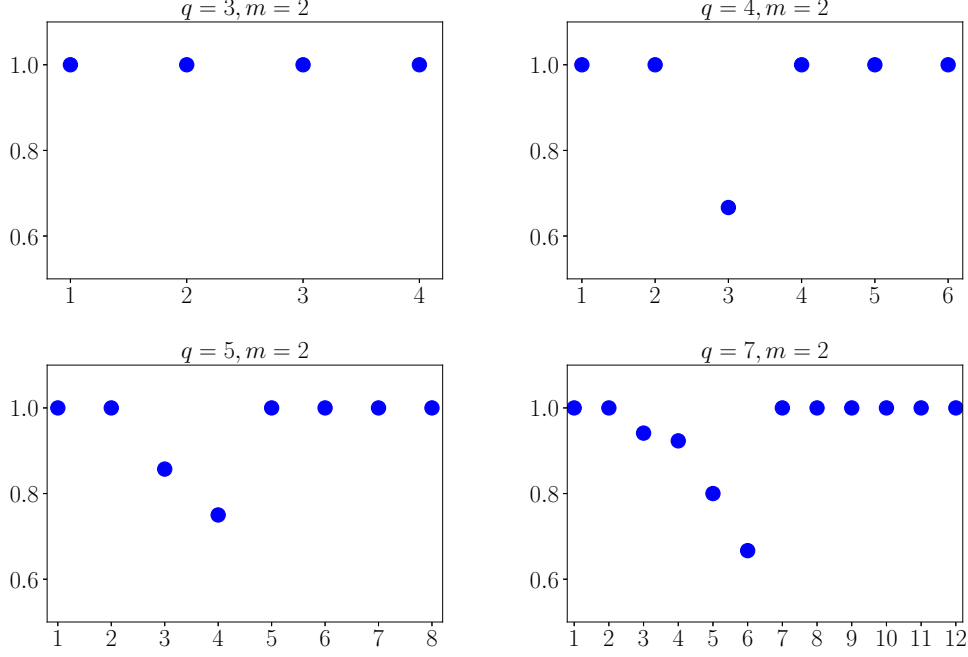 q = 3, m = 2
1.0
0.8
0.6
1 2 3 4
q = 4, m = 2
1.0
0.8
0.6
1 2 3 4 5 6
q = 5, m = 2
1.0
0.8
0.6
1 2 3 4 5 6 7 8
q = 7, m = 2
1.0
0.8
0.6
1 2 3 4 5 6 7 8 9 10 11 12